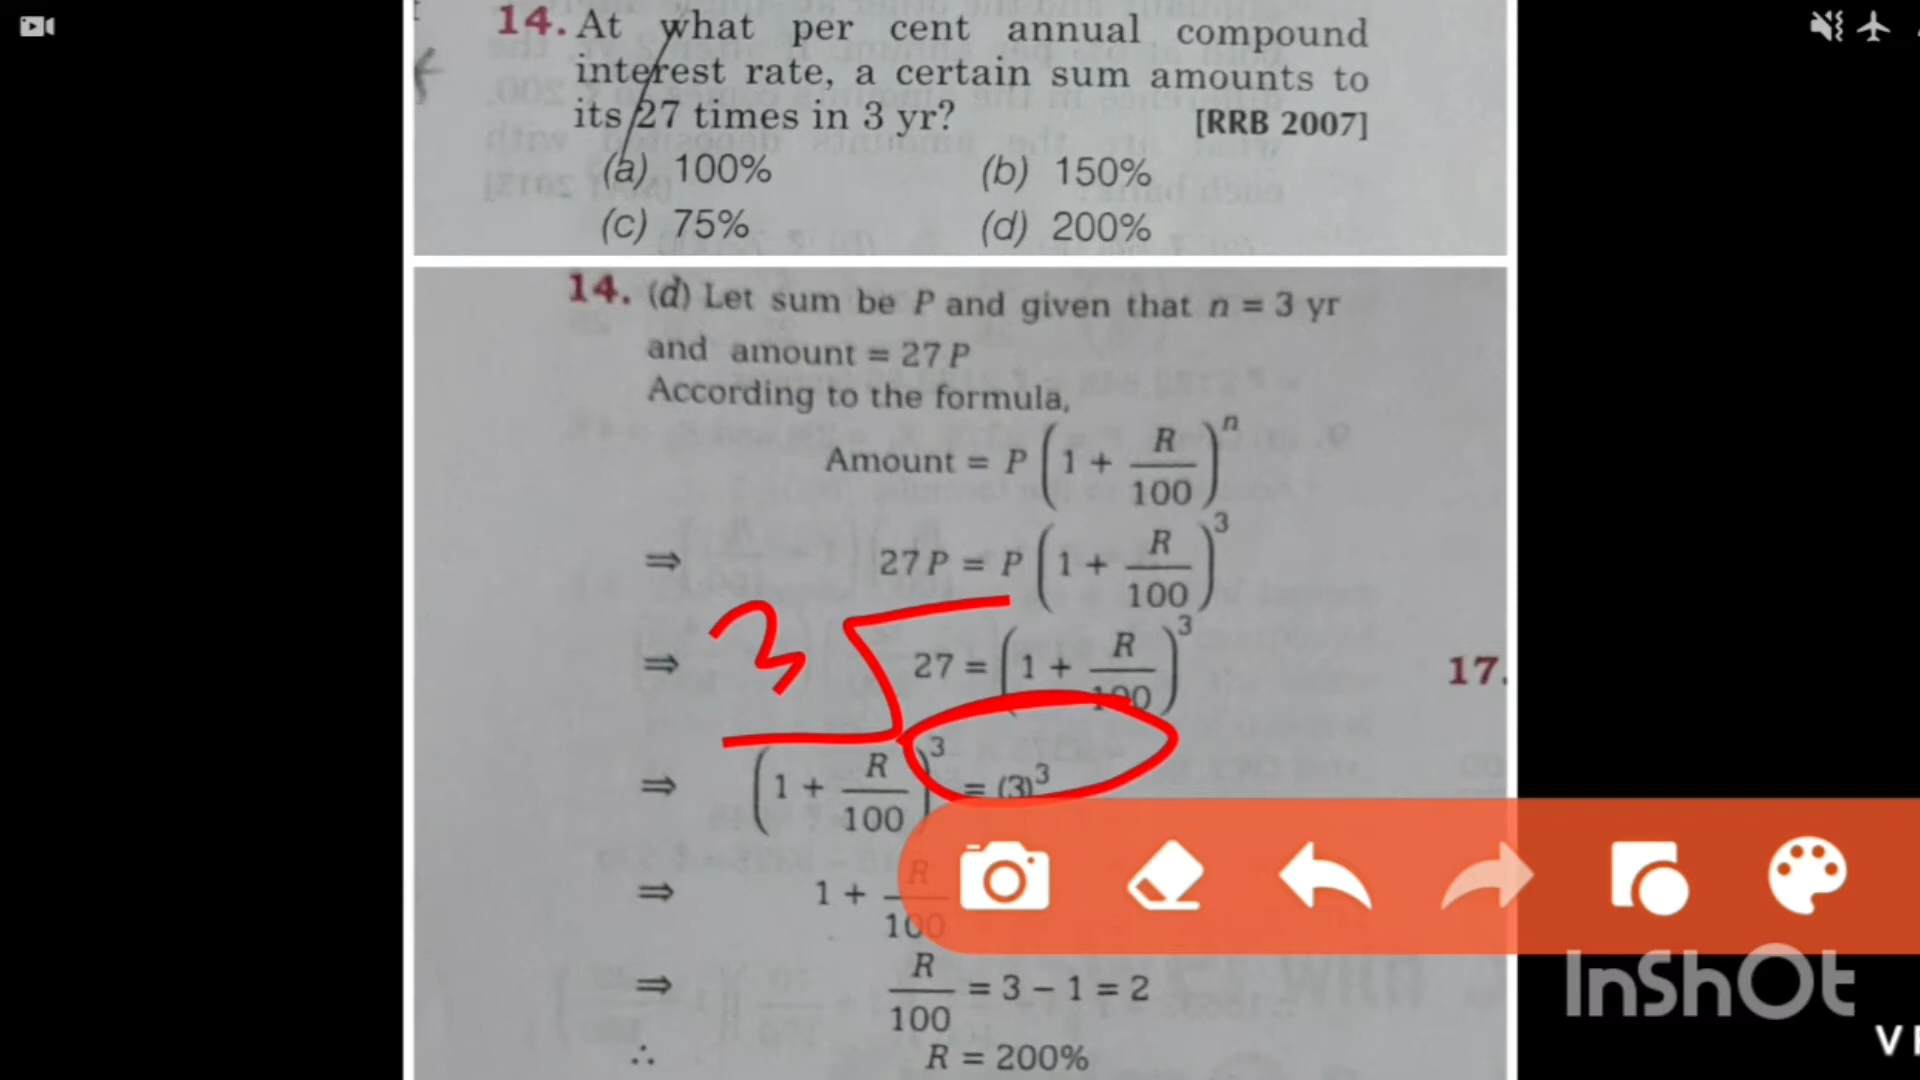 14. At what per cent annual compound
interest rate, a certain sum amounts to
its 27 times in 3 yr? [RRB 2007]
(a) 100% (b) 150%
(c) 75% (d) 200%
14. (d) Let sum be P and given that n = 3 yr
and amount = 27 P
According to the formula,
Amount = P (1 + R/100)^n
⇒ 27 P = P (1 + R/100)^3
3
⇒ 27 = (1 + R/100)^3
17.
⇒ (1 + R/100)^3 = (3)^3
⇒ 1 + R/100
⇒ R/100 = 3 − 1 = 2
∴ R = 200%
InShOt